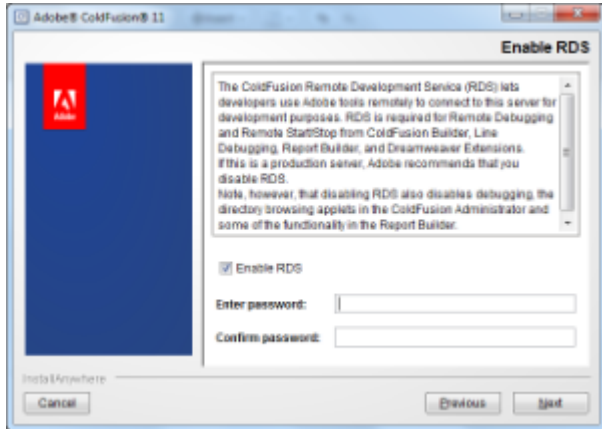 Adobe® ColdFusion® 11
Enable RDS
Adobe
The ColdFusion Remote Development Service (RDS) lets
developers use Adobe tools remotely to connect to this server for
development purposes. RDS is required for Remote Debugging
and Remote Start/Stop from ColdFusion Builder, Line
Debugging, Report Builder, and Dreamweaver Extensions.
If this is a production server, Adobe recommends that you
disable RDS.
Note, however, that disabling RDS also disables debugging, the
directory browsing applets in the ColdFusion Administrator and
some of the functionality in the Report Builder.
Enable RDS
Enter password:
Confirm password:
InstallAnywhere
Cancel
Previous
Next